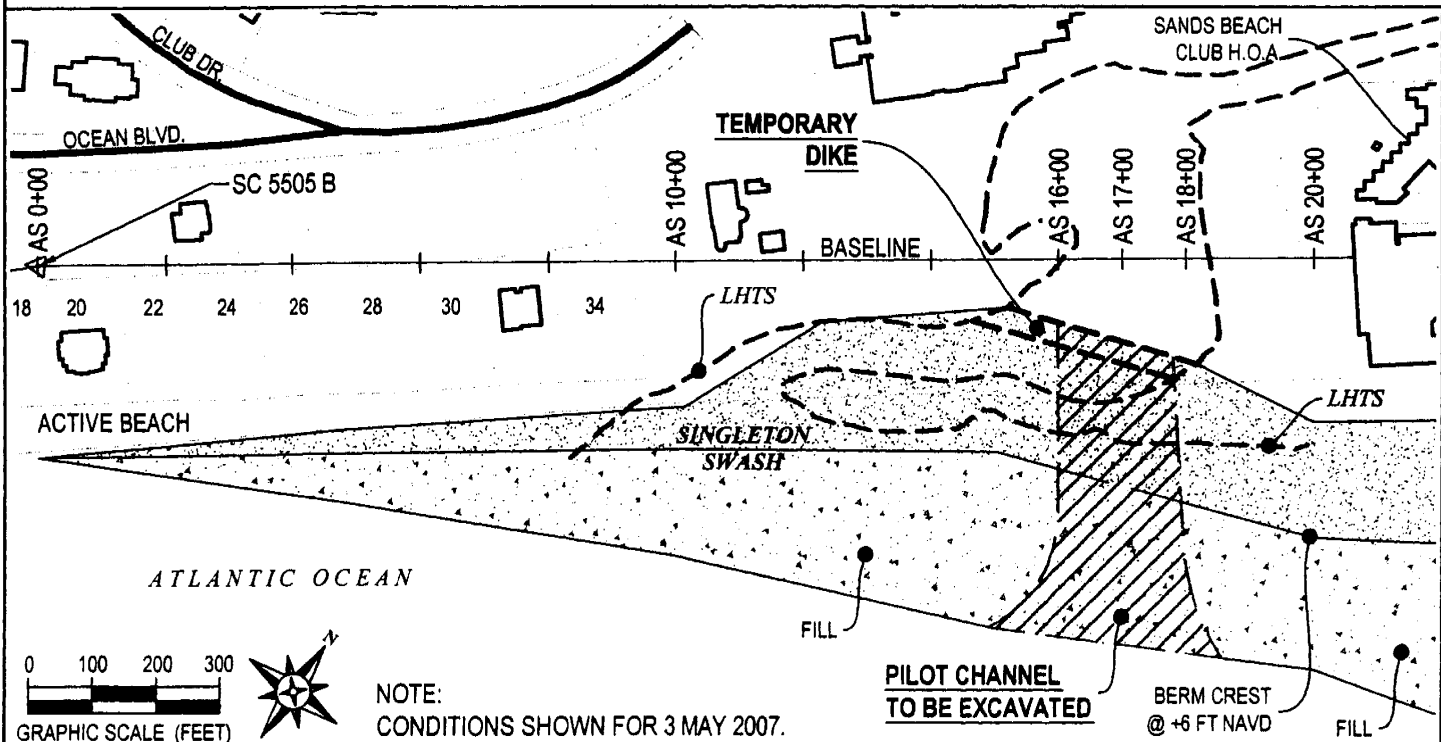 CLUB DR.
OCEAN BLVD.
SANDS BEACH
CLUB H.O.A
TEMPORARY
DIKE
SC 5505 B
AS 0+00
AS 10+00
AS 16+00
AS 17+00
AS 18+00
AS 20+00
BASELINE
18 20 22 24 26 28 30 34
LHTS
LHTS
ACTIVE BEACH
SINGLETON
SWASH
ATLANTIC OCEAN
FILL
PILOT CHANNEL
TO BE EXCAVATED
BERM CREST
@ +6 FT NAVD
FILL
0 100 200 300
GRAPHIC SCALE (FEET)
N
NOTE:
CONDITIONS SHOWN FOR 3 MAY 2007.